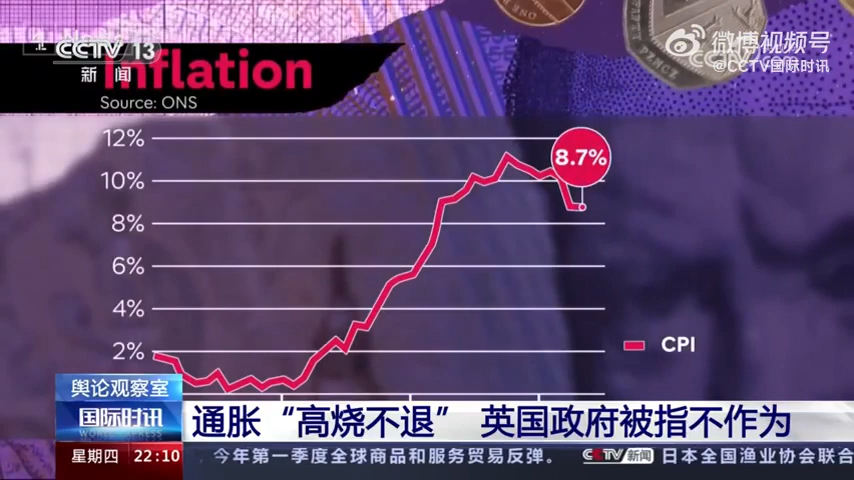 CCTV 13
新闻
微博视频号
@CCTV国际时讯
Inflation
Source: ONS
12%
8.7%
10%
8%
6%
4%
CPI
2%
舆论观察室
国际时讯
通胀“高烧不退” 英国政府被指不作为
星期四 22:10 今年第一季度全球商品和服务贸易反弹。 CCTV新闻 日本全国渔业协会联合